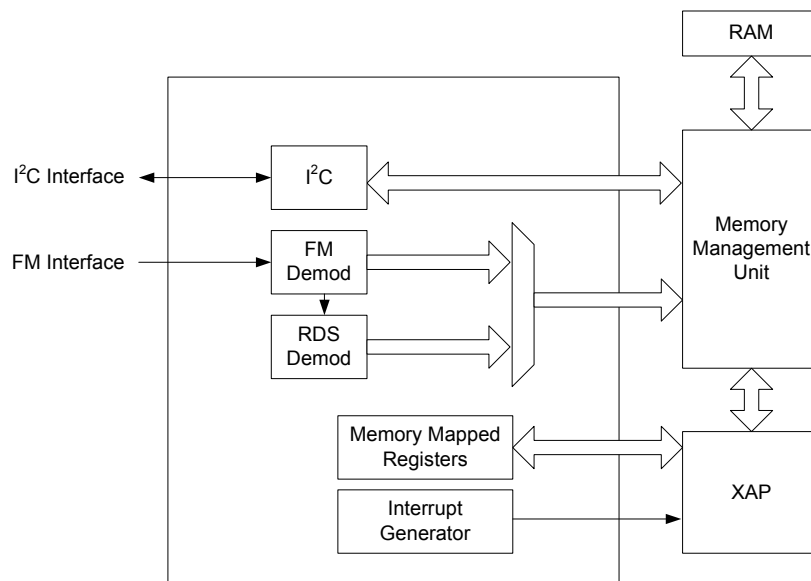 RAM
I²C Interface
I²C
Memory
Management
Unit
FM Interface
FM
Demod
RDS
Demod
Memory Mapped
Registers
XAP
Interrupt
Generator